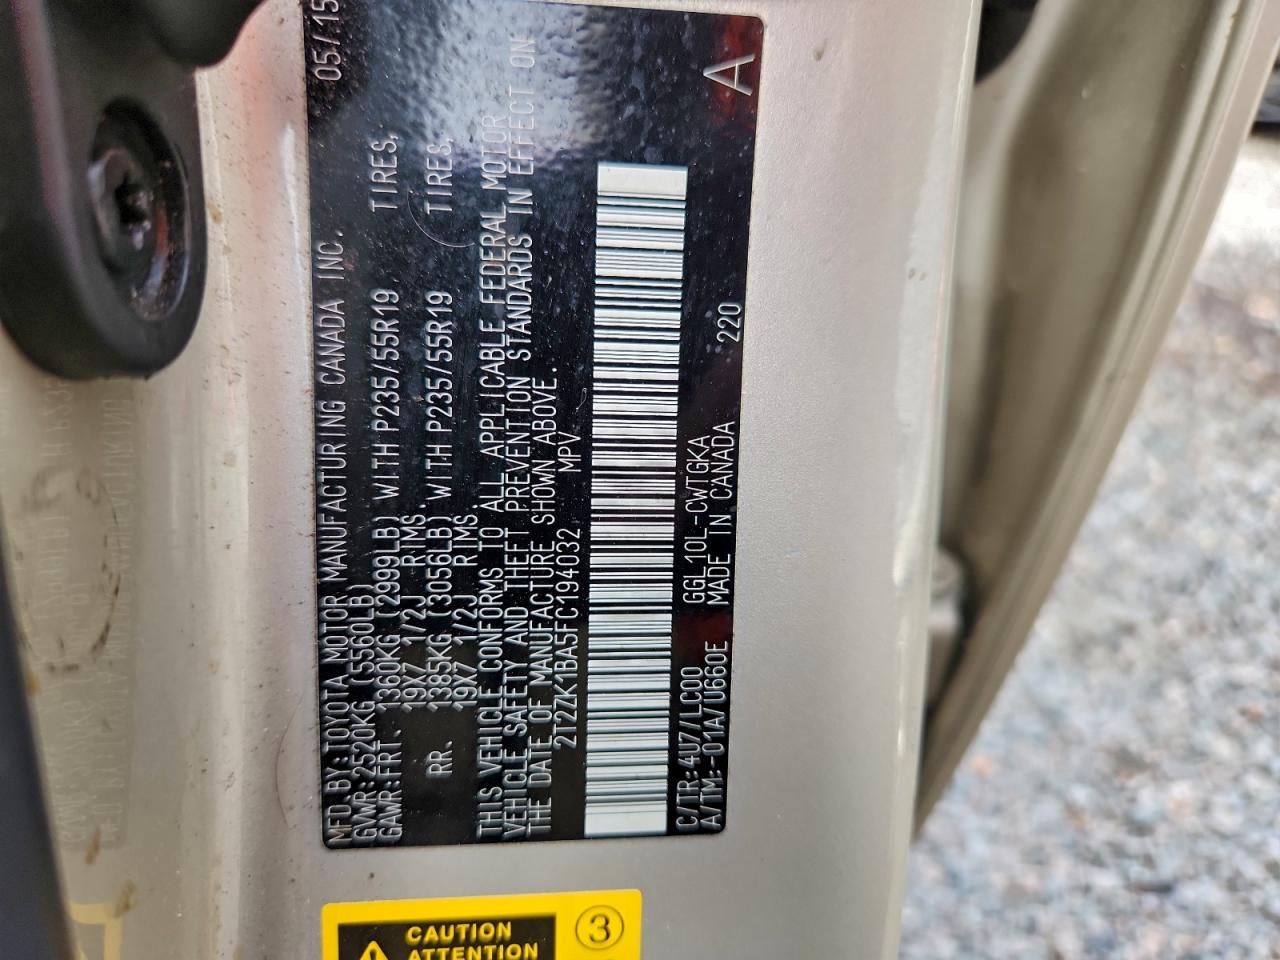 MFD.BY:TOYOTA MOTOR MANUFACTURING CANADA INC. 05/15
GVWR:2520KG (5560LB)
GAWR:FRT. 1360KG (2999LB) WITH P235/55R19 TIRES,
19X7 1/2J RIMS.
RR. 1385KG (3056LB) WITH P235/55R19 TIRES,
19X7 1/2J RIMS.
THIS VEHICLE CONFORMS TO ALL APPLICABLE FEDERAL MOTOR
VEHICLE SAFETY AND THEFT PREVENTION STANDARDS IN EFFECT ON
THE DATE OF MANUFACTURE SHOWN ABOVE.
2T2ZK1BA5FC194032 MPV
C/TR:4U7/LC00 GGL10L-CWTGKA
A/TM:-01A/U660E MADE IN CANADA 220 A
CAUTION
ATTENTION
3